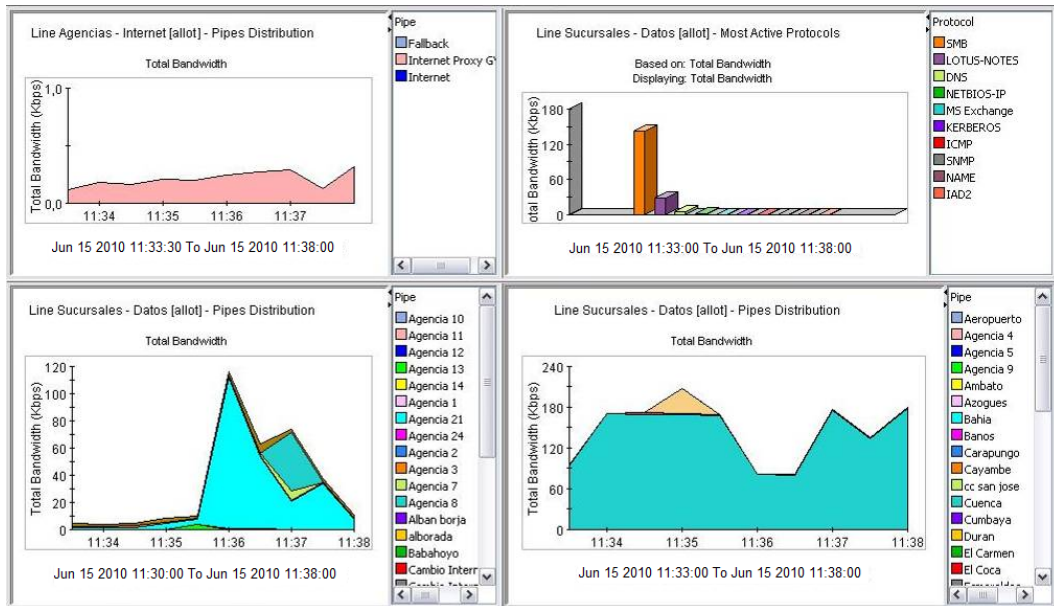 Line Agencias - Internet [allot] - Pipes Distribution
Total Bandwidth
Total Bandwidth (Kbps)
1,0
0,0
11:34 11:35 11:36 11:37
Jun 15 2010 11:33:30 To Jun 15 2010 11:38:00
Pipe
Fallback
Internet Proxy G
Internet
Line Sucursales - Datos [allot] - Most Active Protocols
Based on: Total Bandwidth
Displaying: Total Bandwidth
otal Bandwidth (Kbps)
180
120
60
0
Jun 15 2010 11:33:00 To Jun 15 2010 11:38:00
Protocol
SMB
LOTUS-NOTES
DNS
NETBIOS-IP
MS Exchange
KERBEROS
ICMP
SNMP
NAME
IAD2
Line Sucursales - Datos [allot] - Pipes Distribution
Total Bandwidth
Total Bandwidth (Kbps)
120
100
80
60
40
20
0
11:34 11:35 11:36 11:37 11:38
Jun 15 2010 11:30:00 To Jun 15 2010 11:38:00
Pipe
Agencia 10
Agencia 11
Agencia 12
Agencia 13
Agencia 14
Agencia 1
Agencia 21
Agencia 24
Agencia 2
Agencia 3
Agencia 7
Agencia 8
Alban borja
alborada
Babahoyo
Cambio Interr
Line Sucursales - Datos [allot] - Pipes Distribution
Total Bandwidth
Total Bandwidth (Kbps)
240
180
120
60
0
11:34 11:35 11:36 11:37 11:38
Jun 15 2010 11:33:00 To Jun 15 2010 11:38:00
Pipe
Aeropuerto
Agencia 4
Agencia 5
Agencia 9
Ambato
Azogues
Bahia
Banos
Carapungo
Cayambe
cc san jose
Cuenca
Cumbaya
Duran
El Carmen
El Coca